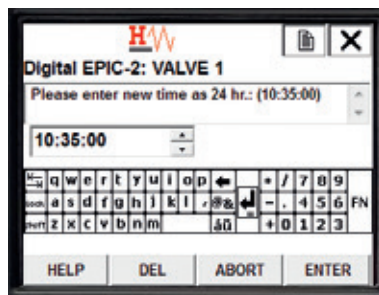 H
Digital EPIC-2: VALVE 1
Please enter new time as 24 hr.: (10:35:00)
10:35:00
q w e r t y u i o p * / 7 8 9
a s d f g h j k l , @& - . 4 5 6 FN
z x c v b n m áü + 0 1 2 3
HELP DEL ABORT ENTER